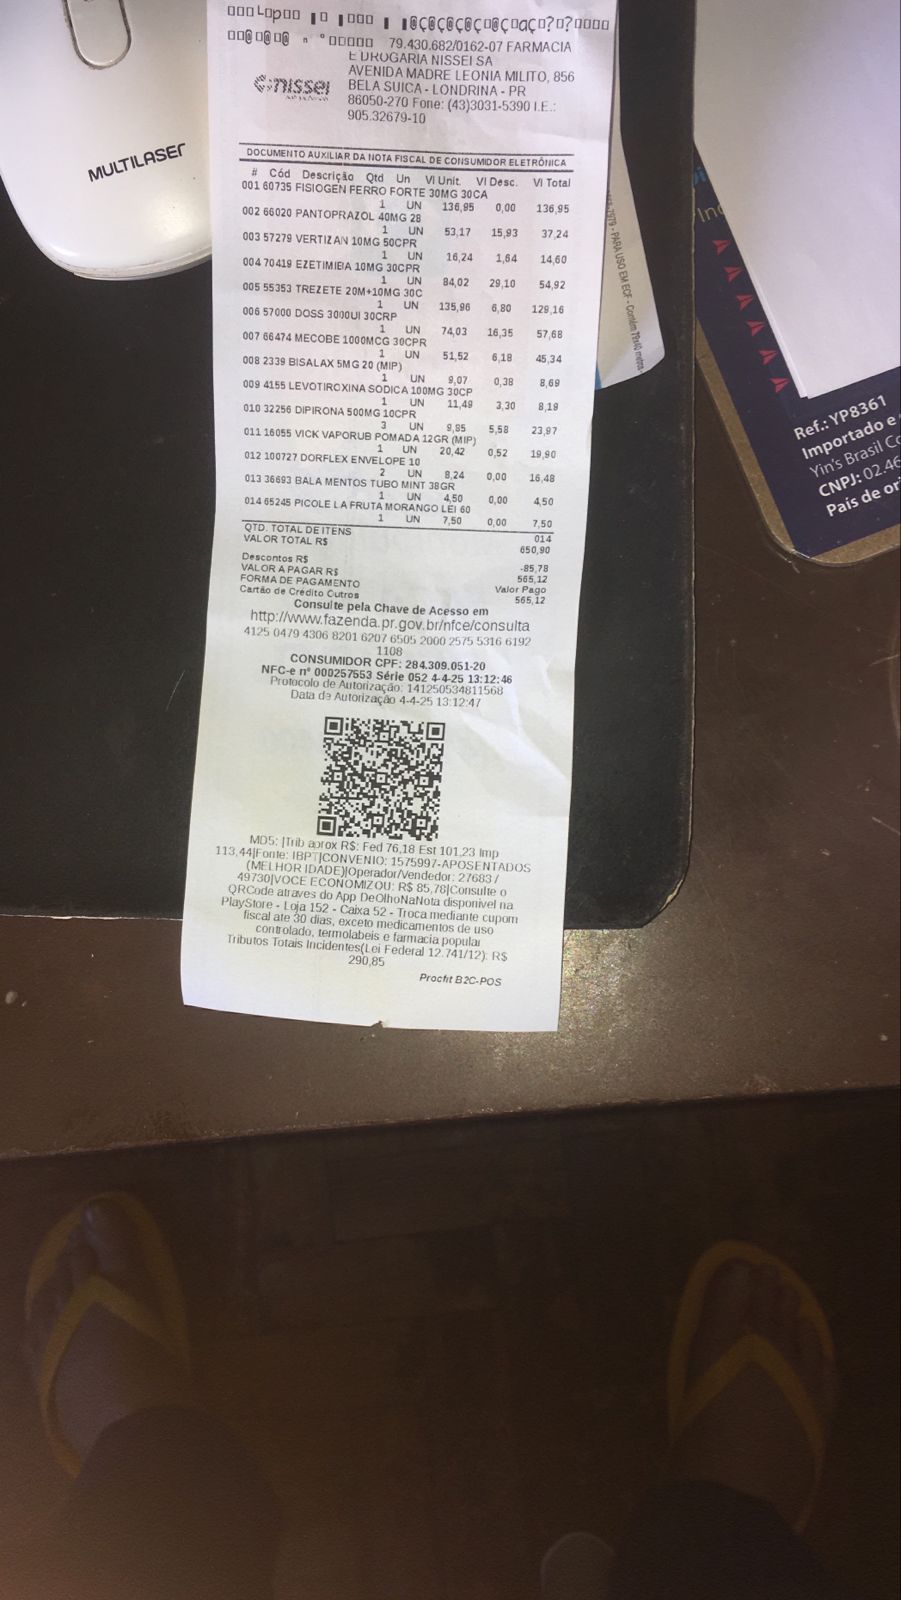 79.430.682/0162-07 FARMACIA
E DROGARIA NISSEI SA
AVENIDA MADRE LEONIA MILITO, 856
BELA SUICA - LONDRINA - PR
86050-270 Fone: (43)3031-5390 I.E.:
905.32679-10
nissei
DOCUMENTO AUXILIAR DA NOTA FISCAL DE CONSUMIDOR ELETRÔNICA
# Cód Descrição Qtd Un Vl Unit. Vl Desc. Vl Total
001 60735 FISIOGEN FERRO FORTE 30MG 30CA
1 UN 136,95 0,00 136,95
002 66020 PANTOPRAZOL 40MG 28
1 UN 53,17 15,93 37,24
003 57279 VERTIZAN 10MG 50CPR
1 UN 16,24 1,64 14,60
004 70419 EZETIMIBIA 10MG 30CPR
1 UN 84,02 29,10 54,92
005 55353 TREZETE 20M+10MG 30C
1 UN 135,96 6,80 129,16
006 57000 DOSS 3000UI 30CRP
1 UN 74,03 16,35 57,68
007 66474 MECOBE 1000MCG 30CPR
1 UN 51,52 6,18 45,34
008 2339 BISALAX 5MG 20 (MIP)
1 UN 9,07 0,38 8,69
009 4155 LEVOTIROXINA SODICA 100MG 30CP
1 UN 11,49 3,30 8,19
010 32256 DIPIRONA 500MG 10CPR
3 UN 9,85 5,58 23,97
011 16055 VICK VAPORUB POMADA 12GR (MIP)
1 UN 20,42 0,52 19,90
012 100727 DORFLEX ENVELOPE 10
2 UN 8,24 0,00 16,48
013 36693 BALA MENTOS TUBO MINT 38GR
1 UN 4,50 0,00 4,50
014 65245 PICOLE LA FRUTA MORANGO LEI 60
1 UN 7,50 0,00 7,50
QTD. TOTAL DE ITENS 014
VALOR TOTAL R$ 650,90
Descontos R$ -85,78
VALOR A PAGAR R$ 565,12
FORMA DE PAGAMENTO Valor Pago
Cartão de Crédito Outros 565,12
Consulte pela Chave de Acesso em
http://www.fazenda.pr.gov.br/nfce/consulta
4125 0479 4306 8201 6207 6505 2000 2575 5316 6192
1108
CONSUMIDOR CPF: 284.309.051-20
NFC-e nº 000257553 Série 052 4-4-25 13:12:46
Protocolo de Autorização: 141250534811568
Data de Autorização 4-4-25 13:12:47
MD5: |Trib aprox R$: Fed 76,18 Est 101,23 Imp
113,44|Fonte: IBPT|CONVENIO: 1575997-APOSENTADOS
(MELHOR IDADE)|Operador/Vendedor: 27683 /
49730|VOCE ECONOMIZOU: R$ 85,78|Consulte o
QRCode atraves do App DeOlhoNaNota disponivel na
PlayStore - Loja 152 - Caixa 52 - Troca mediante cupom
fiscal ate 30 dias, exceto medicamentos de uso
controlado, termolabeis e farmacia popular
Tributos Totais Incidentes(Lei Federal 12.741/12): R$
290,85
Procfit B2C-POS
MULTILASER
- PARA USO EM ECF - Contém 79x40 metros
Ref.: YP8361
Importado e
Yin's Brasil Co
CNPJ: 02.46
País de or